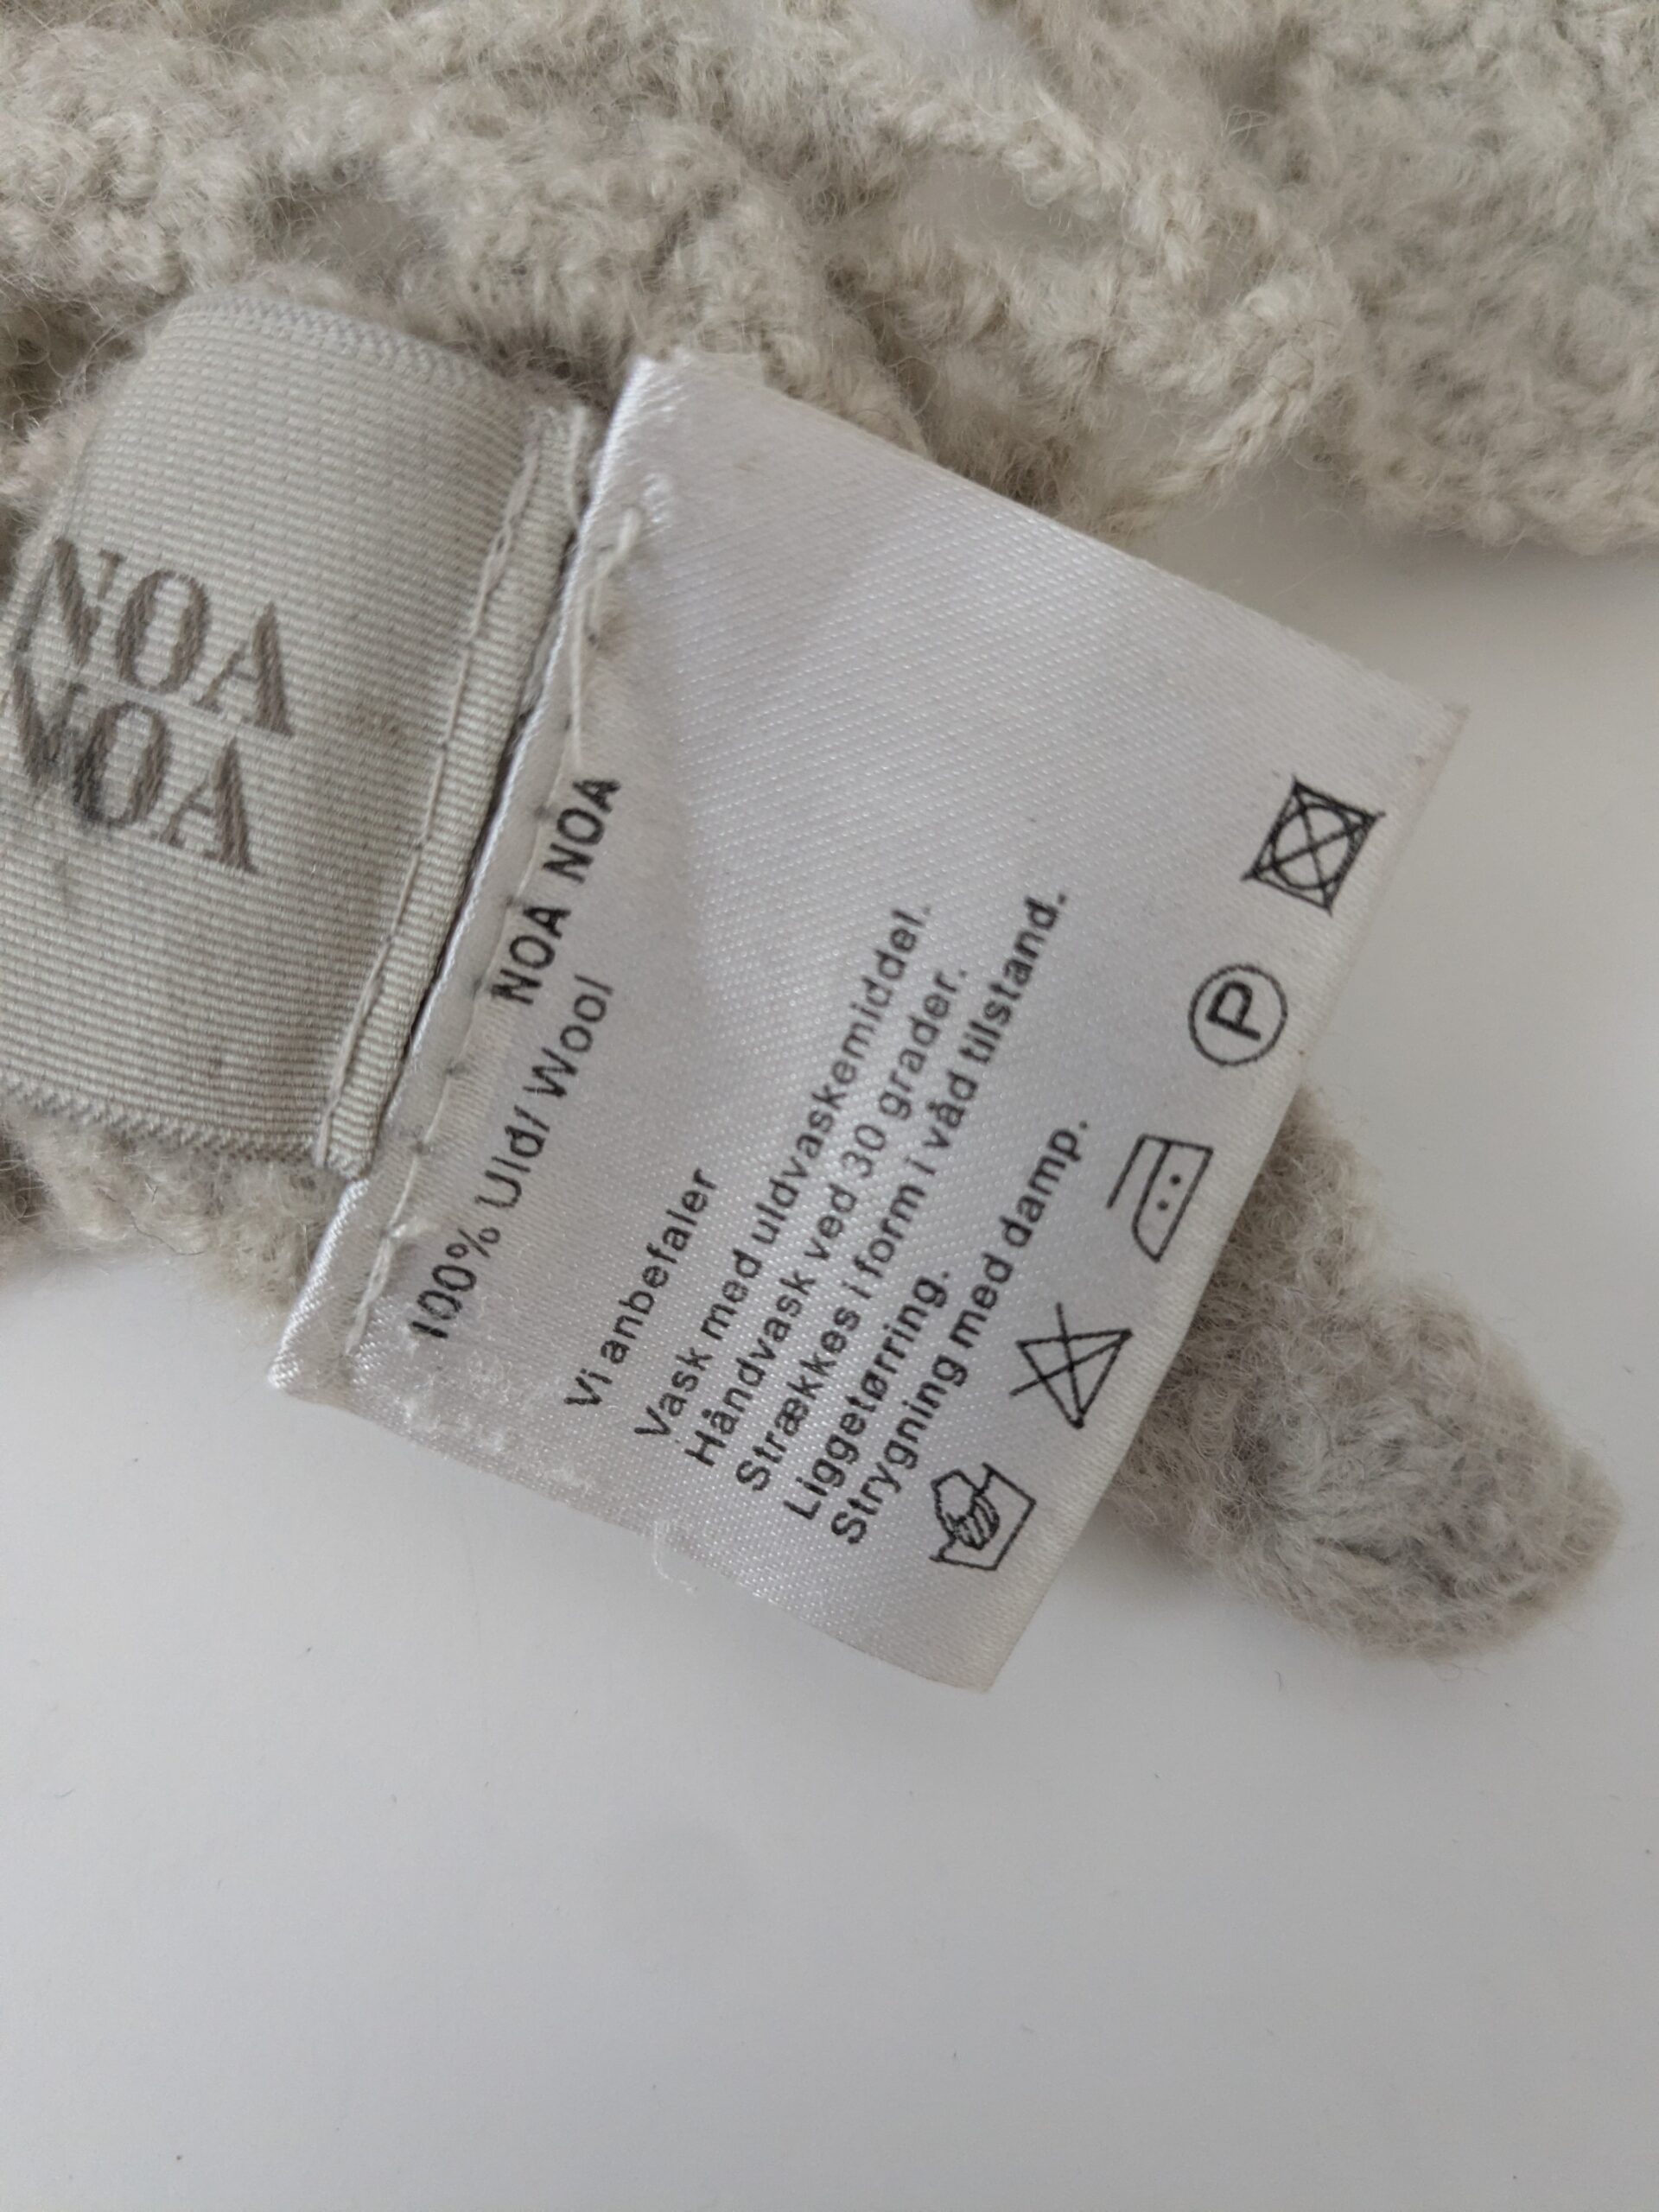 NOA
NOA
NOA NOA
100% Uld/Wool
Vi anbefaler
Vask med uldvaskemiddel.
Håndvask ved 30 grader.
Strækkes i form i våd tilstand.
Liggetørring.
Strygning med damp.
P